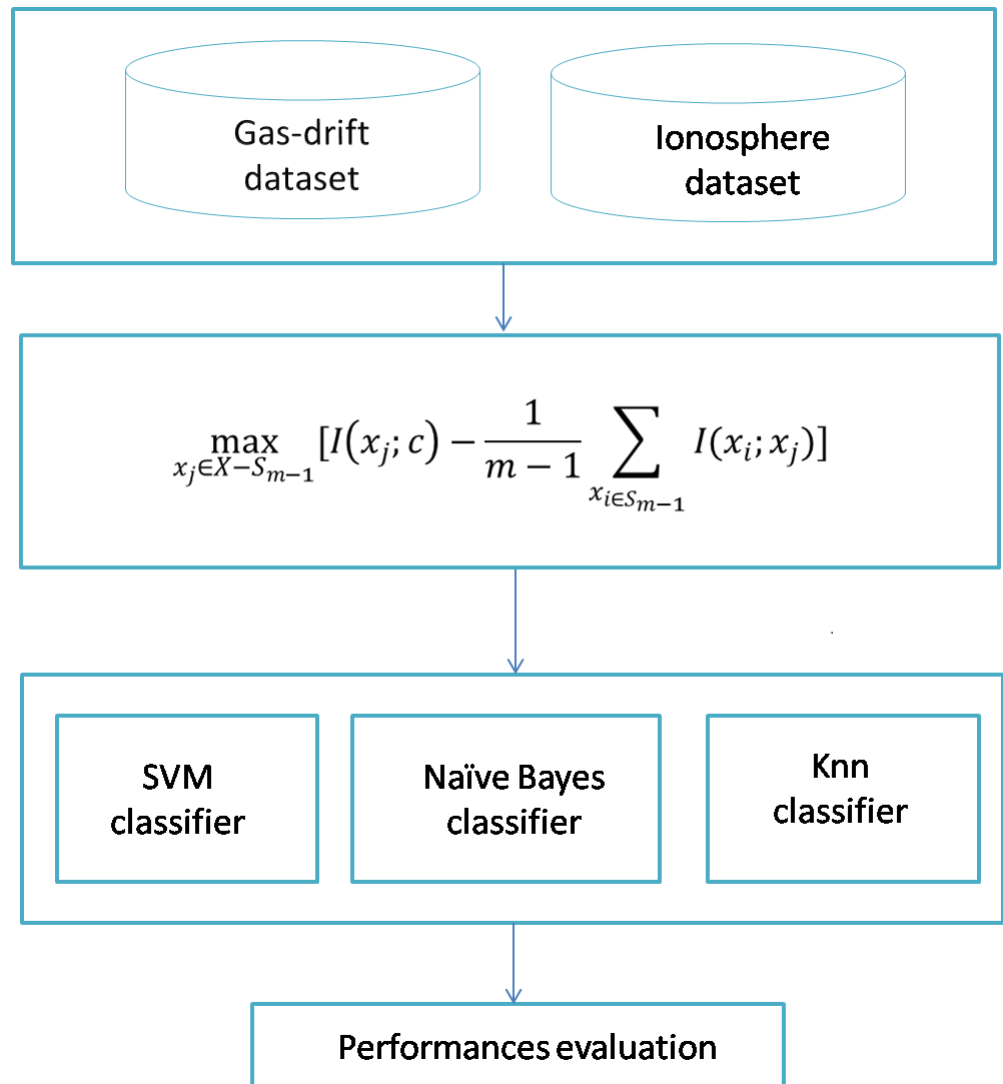 Gas-drift
dataset
Ionosphere
dataset
max [I(x_j; c) − 1/(m − 1) ∑ I(x_i; x_j)]
x_j∈X−S_{m−1}
x_{i∈S_{m−1}}
SVM
classifier
Naïve Bayes
classifier
Knn
classifier
Performances evaluation